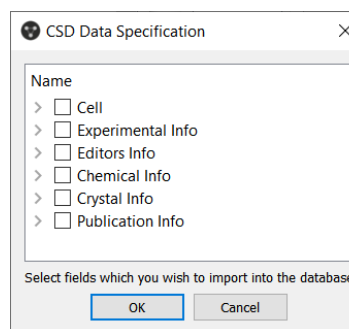 CSD Data Specification
Name
Cell
Experimental Info
Editors Info
Chemical Info
Crystal Info
Publication Info
Select fields which you wish to import into the database
OK Cancel